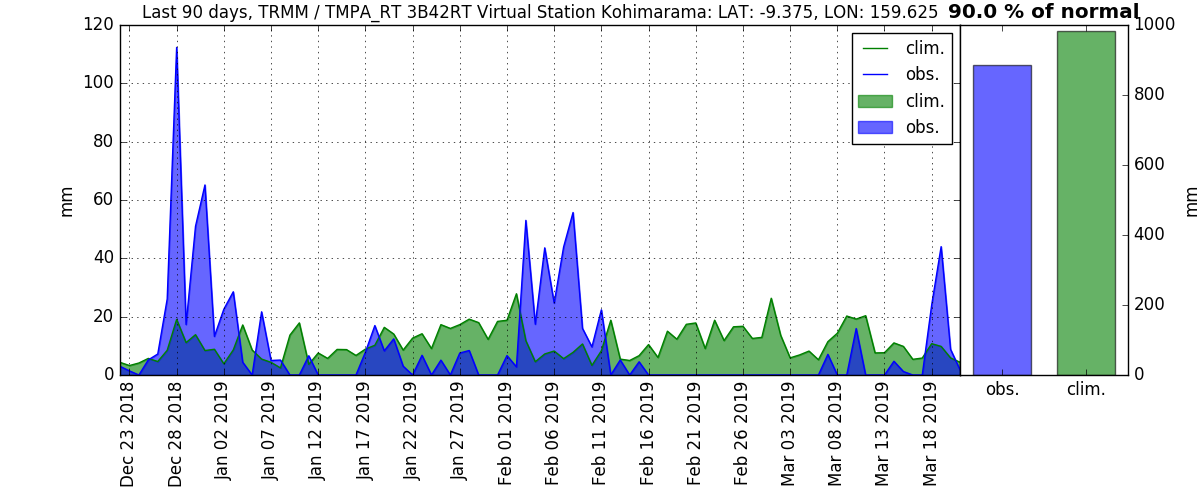 Last 90 days, TRMM / TMPA_RT 3B42RT Virtual Station Kohimarama: LAT: -9.375, LON: 159.625
90.0 % of normal
mm
120
100
80
60
40
20
0
clim.
obs.
clim.
obs.
1000
800
600
400
200
0
mm
Dec 23 2018
Dec 28 2018
Jan 02 2019
Jan 07 2019
Jan 12 2019
Jan 17 2019
Jan 22 2019
Jan 27 2019
Feb 01 2019
Feb 06 2019
Feb 11 2019
Feb 16 2019
Feb 21 2019
Feb 26 2019
Mar 03 2019
Mar 08 2019
Mar 13 2019
Mar 18 2019
obs.
clim.